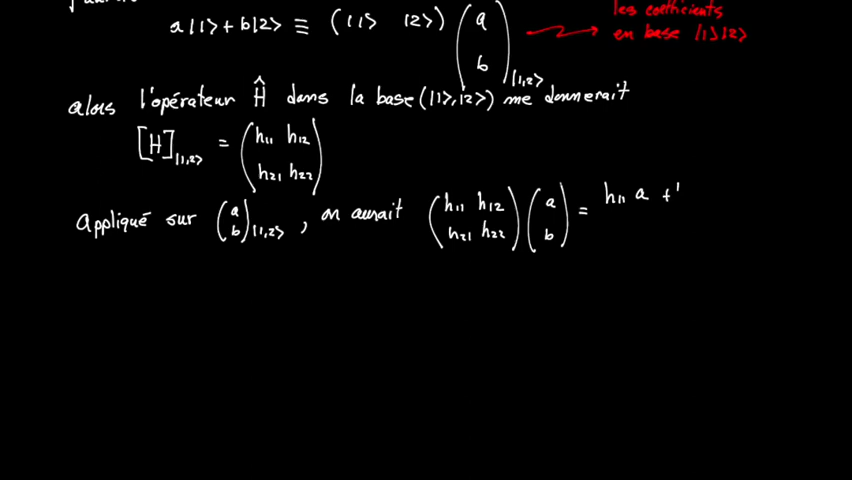 les coefficients
a|1> + b|2> ≡ (|1> |2>) (a b)|1,2> en base |1>|2>
alors l'opérateur Ĥ dans la base (|1>,|2>) me donnerait
[H]|1,2> = (h11 h12
h21 h22)
Appliqué sur (a b)|1,2> , on aurait (h11 h12 h21 h22) (a b) = h11 a +